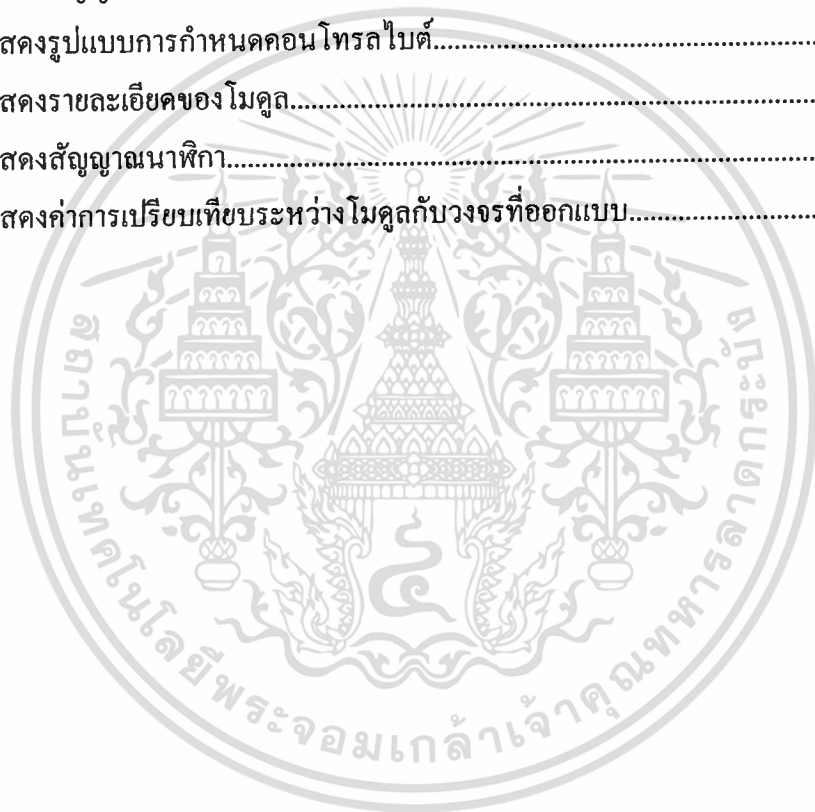 สดงรูปแบบการกำหนดคอนโทรลไบต์
สดงรายละเอียดของโมดูล
สดงสัญญาณนาฬิกา
สดงค่าการเปรียบเทียบระหว่างโมดูลกับวงจรที่ออกแบบ
สถาบันเทคโนโลยีพระจอมเกล้าเจ้าคุณทหารลาดกระบัง